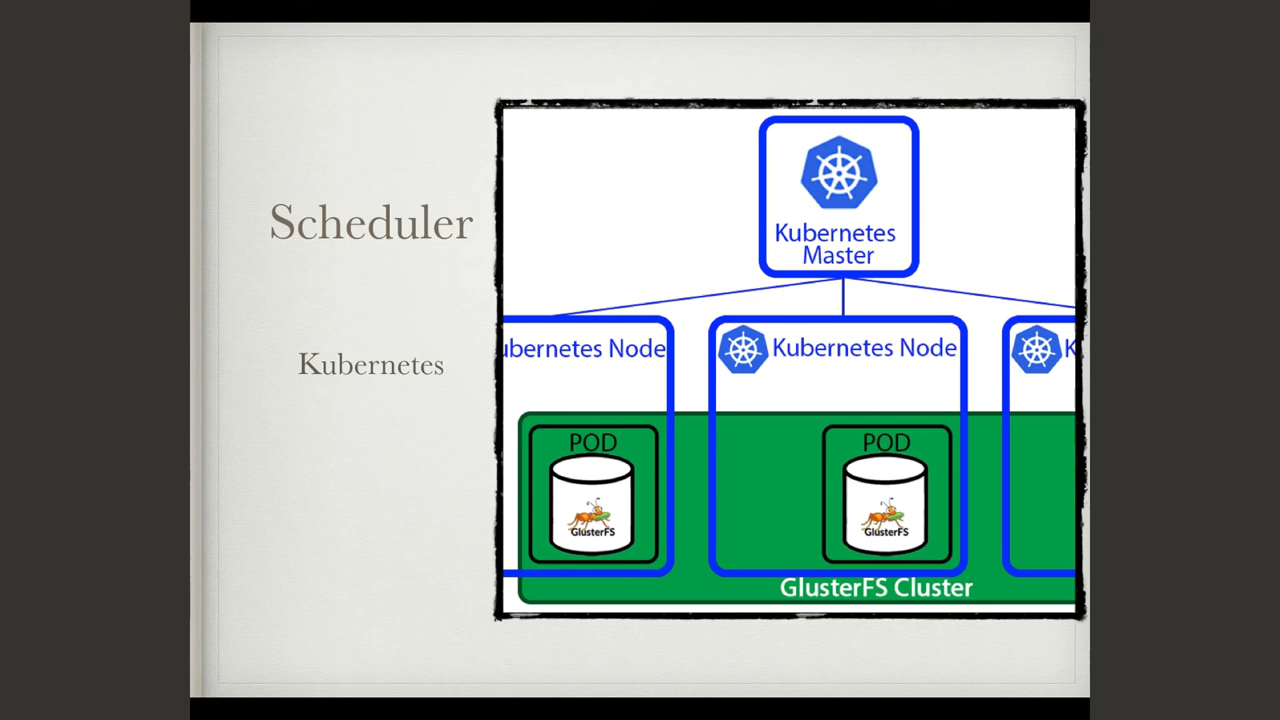 Scheduler
Kubernetes
Kubernetes
Master
ubernetes Node
Kubernetes Node
K
POD
GlusterFS
POD
GlusterFS
GlusterFS Cluster